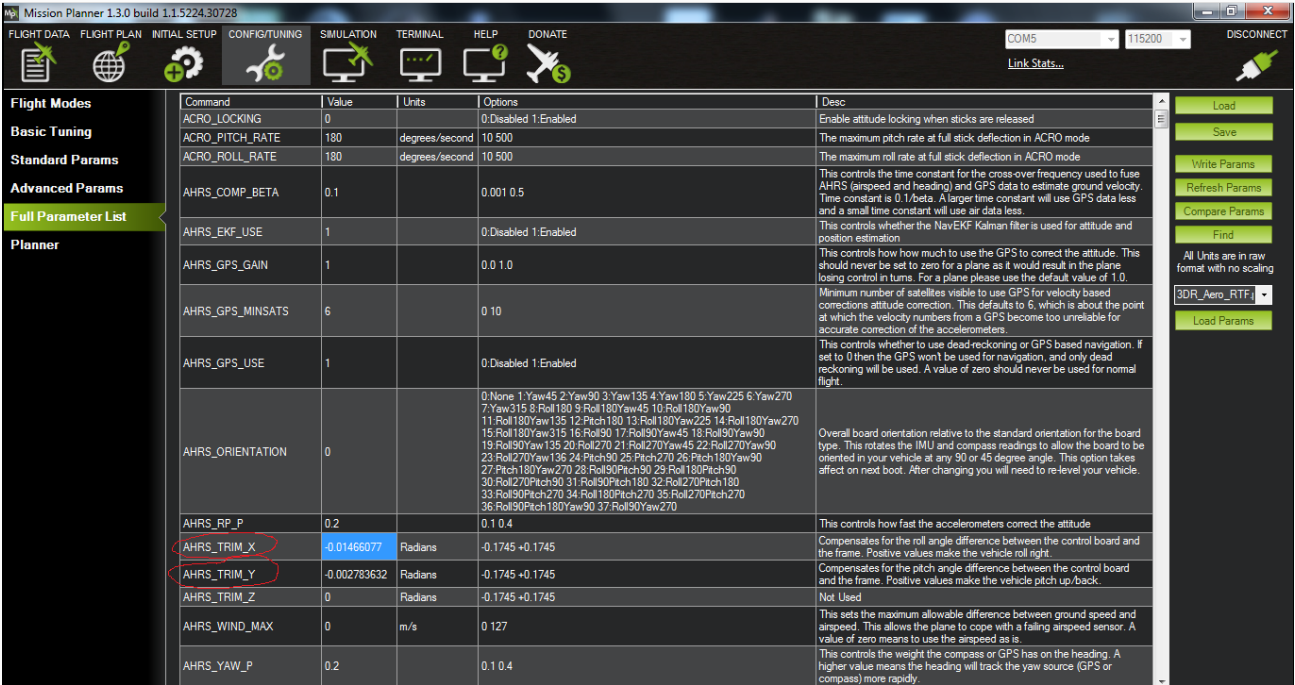 Mission Planner 1.3.0 build 1.1.5224.30728
FLIGHT DATA FLIGHT PLAN INITIAL SETUP CONFIG/TUNING SIMULATION TERMINAL HELP DONATE
COM5 115200 DISCONNECT
Link Stats...
Flight Modes
Basic Tuning
Standard Params
Advanced Params
Full Parameter List
Planner
Command Value Units Options Desc
ACRO_LOCKING 0 0:Disabled 1:Enabled Enable attitude locking when sticks are released
ACRO_PITCH_RATE 180 degrees/second 10 500 The maximum pitch rate at full stick deflection in ACRO mode
ACRO_ROLL_RATE 180 degrees/second 10 500 The maximum roll rate at full stick deflection in ACRO mode
AHRS_COMP_BETA 0.1 0.001 0.5
This controls the time constant for the cross-over frequency used to fuse
AHRS (airspeed and heading) and GPS data to estimate ground velocity.
Time constant is 0.1/beta. A larger time constant will use GPS data less
and a small time constant will use air data less.
AHRS_EKF_USE 1 0:Disabled 1:Enabled
This controls whether the NavEKF Kalman filter is used for attitude and
position estimation
AHRS_GPS_GAIN 1 0.0 1.0
This controls how how much to use the GPS to correct the attitude. This
should never be set to zero for a plane as it would result in the plane
losing control in turns. For a plane please use the default value of 1.0.
AHRS_GPS_MINSATS 6 0 10
Minimum number of satellites visible to use GPS for velocity based
corrections attitude correction. This defaults to 6, which is about the point
at which the velocity numbers from a GPS become too unreliable for
accurate correction of the accelerometers.
AHRS_GPS_USE 1 0:Disabled 1:Enabled
This controls whether to use dead-reckoning or GPS based navigation. If
set to 0 then the GPS won't be used for navigation, and only dead
reckoning will be used. A value of zero should never be used for normal
flight.
AHRS_ORIENTATION 0
0:None 1:Yaw45 2:Yaw90 3:Yaw135 4:Yaw180 5:Yaw225 6:Yaw270
7:Yaw315 8:Roll180 9:Roll180Yaw45 10:Roll180Yaw90
11:Roll180Yaw135 12:Pitch180 13:Roll180Yaw225 14:Roll180Yaw270
15:Roll180Yaw315 16:Roll90 17:Roll90Yaw45 18:Roll90Yaw90
19:Roll90Yaw135 20:Roll270 21:Roll270Yaw45 22:Roll270Yaw90
23:Roll270Yaw136 24:Pitch90 25:Pitch270 26:Pitch180Yaw90
27:Pitch180Yaw270 28:Roll90Pitch90 29:Roll180Pitch90
30:Roll270Pitch90 31:Roll90Pitch180 32:Roll270Pitch180
33:Roll90Pitch270 34:Roll180Pitch270 35:Roll270Pitch270
36:Roll90Pitch180Yaw90 37:Roll90Yaw270
Overall board orientation relative to the standard orientation for the board
type. This rotates the IMU and compass readings to allow the board to be
oriented in your vehicle at any 90 or 45 degree angle. This option takes
affect on next boot. After changing you will need to re-level your vehicle.
AHRS_RP_P 0.2 0.1 0.4 This controls how fast the accelerometers correct the attitude
AHRS_TRIM_X -0.01466077 Radians -0.1745 +0.1745
Compensates for the roll angle difference between the control board and
the frame. Positive values make the vehicle roll right.
AHRS_TRIM_Y -0.002783632 Radians -0.1745 +0.1745
Compensates for the pitch angle difference between the control board
and the frame. Positive values make the vehicle pitch up/back.
AHRS_TRIM_Z 0 Radians -0.1745 +0.1745 Not Used
AHRS_WIND_MAX 0 m/s 0 127
This sets the maximum allowable difference between ground speed and
airspeed. This allows the plane to cope with a failing airspeed sensor. A
value of zero means to use the airspeed as is.
AHRS_YAW_P 0.2 0.1 0.4
This controls the weight the compass or GPS has on the heading. A
higher value means the heading will track the yaw source (GPS or
compass) more rapidly.
Load
Save
Write Params
Refresh Params
Compare Params
Find
All Units are in raw
format with no scaling
3DR_Aero_RTF
Load Params